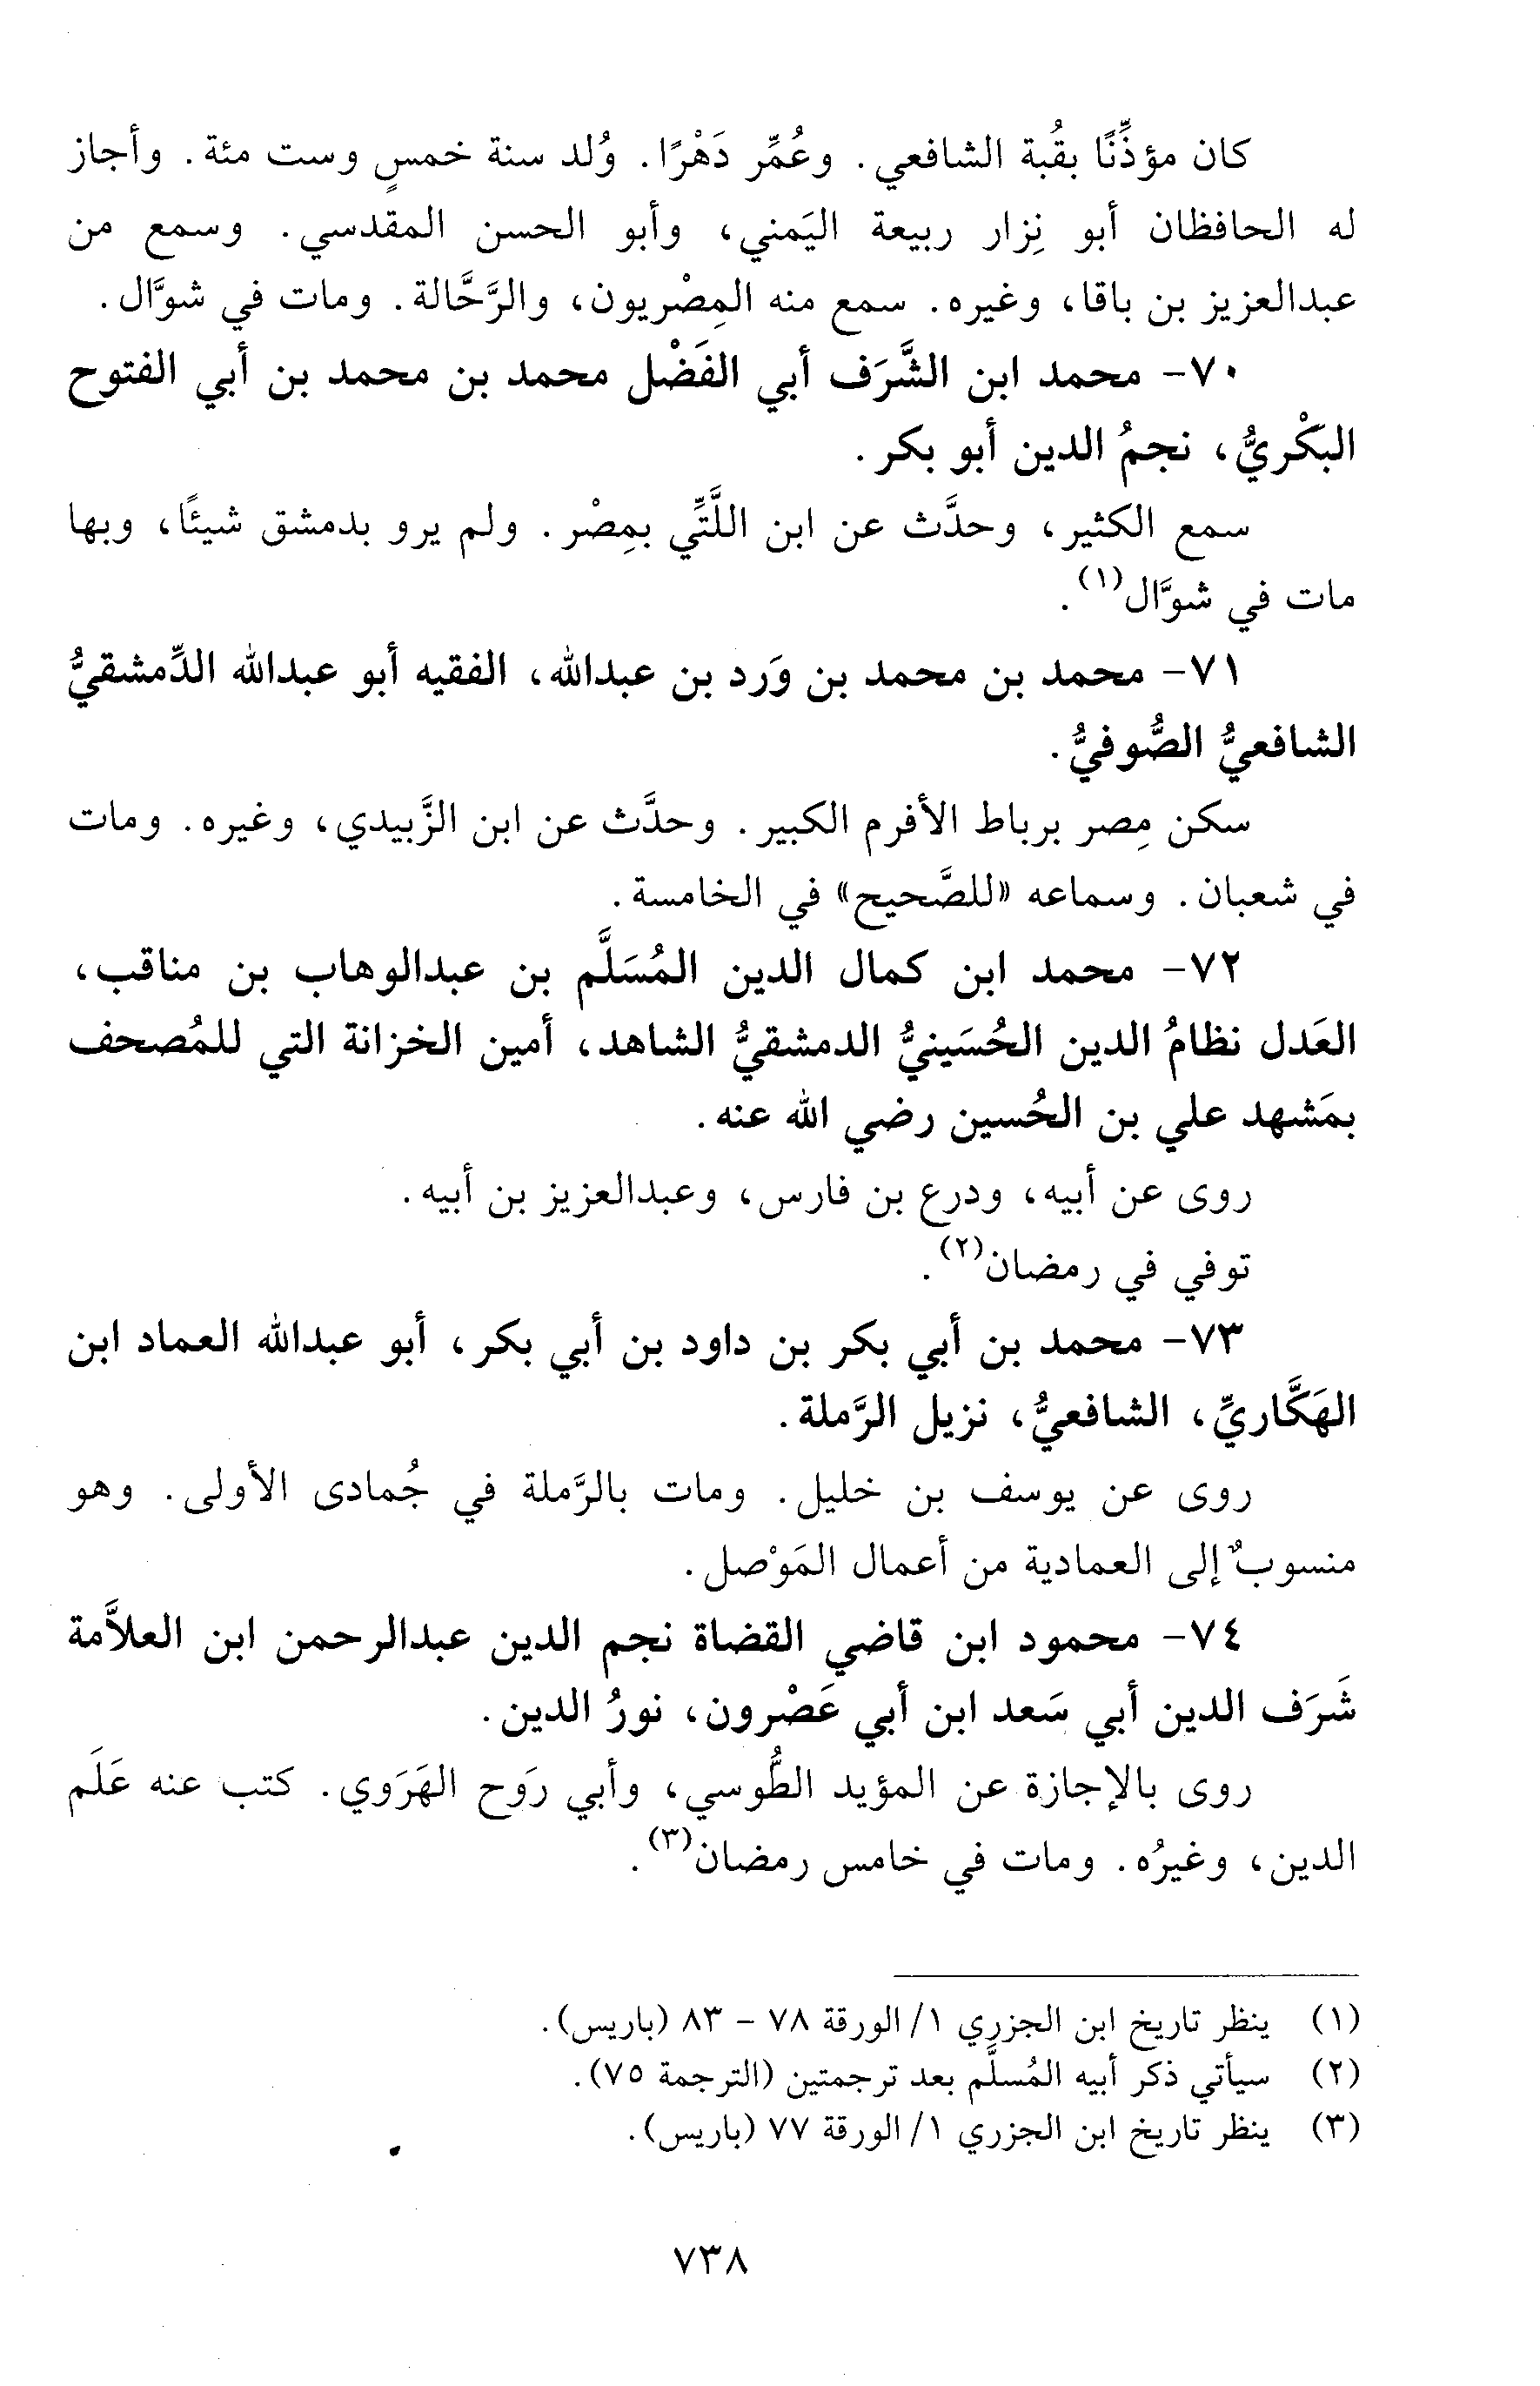 كان مؤذِّنًا بقُبة الشافعي. وعُمِّر دَهْرًا. وُلد سنة خمسٍ وست مئة. وأجاز
له الحافظان أبو نِزار ربيعة اليَمني، وأبو الحسن المقدسي. وسمع من
عبدالعزيز بن باقا، وغيره. سمع منه المِصْريون، والرَّحَّالة. ومات في شوَّال.
٧٠- محمد ابن الشَّرَف أبي الفَضْل محمد بن محمد بن أبي الفتوح
البكْريُّ، نجمُ الدين أبو بكر.
سمع الكثير، وحدَّث عن ابن اللَّتِّي بمِصْر. ولم يرو بدمشق شيئًا، وبها
مات في شوَّال(١).
٧١- محمد بن محمد بن وَرد بن عبدالله، الفقيه أبو عبدالله الدِّمشقيُّ
الشافعيُّ الصُّوفيُّ.
سكن مِصر برباط الأفرم الكبير. وحدَّث عن ابن الزَّبيدي، وغيره. ومات
في شعبان. وسماعه «للصَّحيح» في الخامسة.
٧٢- محمد ابن كمال الدين المُسَلَّم بن عبدالوهاب بن مناقب،
العَدل نظامُ الدين الحُسَينيُّ الدمشقيُّ الشاهد، أمين الخزانة التي للمُصحف
بمَشهد علي بن الحُسين رضي الله عنه.
روى عن أبيه، ودرع بن فارس، وعبدالعزيز بن أبيه.
توفي في رمضان(٢).
٧٣- محمد بن أبي بكر بن داود بن أبي بكر، أبو عبدالله العماد ابن
الهَكَّاريِّ، الشافعيُّ، نزيل الرَّملة.
روى عن يوسف بن خليل. ومات بالرَّملة في جُمادى الأولى. وهو
منسوبٌ إلى العمادية من أعمال المَوْصل.
٧٤- محمود ابن قاضي القضاة نجم الدين عبدالرحمن ابن العلاَّمة
شَرَف الدين أبي سَعد ابن أبي عَصْرون، نورُ الدين.
روى بالإجازة عن المؤيد الطُّوسي، وأبي رَوح الهَرَوي. كتب عنه عَلَم
الدين، وغيرُه. ومات في خامس رمضان(٣).
(١) ينظر تاريخ ابن الجزري ١/ الورقة ٧٨ - ٨٣ (باريس).
(٢) سيأتي ذكر أبيه المُسلَّم بعد ترجمتين (الترجمة ٧٥).
(٣) ينظر تاريخ ابن الجزري ١/ الورقة ٧٧ (باريس).
٧٣٨